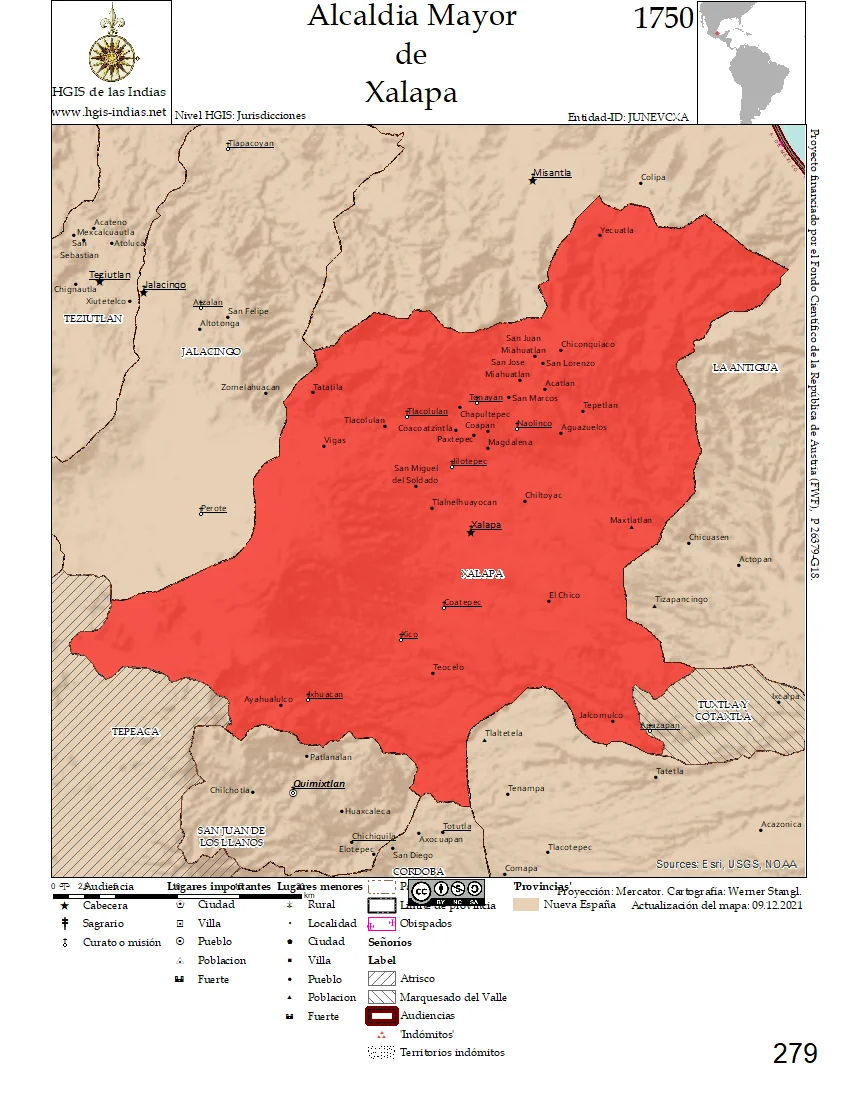 Alcaldia Mayor
de
Xalapa
1750
HGIS de las Indias
www.hgis-indias.net
Nivel HGIS: Jurisdicciones
Entidad-ID: JUNEVCXA
Proyecto financiado por el Fondo Científico de la República de Austria (FWF), P 26379-G18.
Tlapacoyan
Misantla
Colipa
Acateno
Mexcalcuautla
San
Sebastian
Atoluca
Yecuatla
Teziutlan
Jalacingo
Chignautla
Xiutetelco
Atzalan
San Felipe
Altotonga
TEZIUTLAN
JALACINGO
San Juan
Miahuatlan
Chiconquiaco
San Jose
Miahuatlan
San Lorenzo
LA ANTIGUA
Acatlan
Zomelahuacan
Tatatila
Tonayan
San Marcos
Tepetlan
Tlacolulan
Chapultepec
Tlacolulan
Coacoatzintla
Coapan
Naolinco
Aguazuelos
Paxtepec
Magdalena
Vigas
Jilotepec
San Miguel
del Soldado
Tlalnelhuayocan
Chiltoyac
Perote
Xalapa
Maxtlatlan
Chicuasen
Actopan
XALAPA
El Chico
Coatepec
Tizapancingo
Xico
Teocelo
Ixhuacan
Ayahualulco
Ixcalpa
TUXTLA Y
COTAXTLA
Jalcomulco
Apazapan
Tlaltetela
TEPEACA
Patlanalan
Tatetla
Chilchotla
Quimixtlan
Tenampa
Huaxcaleca
SAN JUAN DE
LOS LLANOS
Totutla
Acazonica
Chichiquila
Axocuapan
Elotepec
San Diego
Tlacotepec
CORDOBA
Comapa
Sources: Esri, USGS, NOAA
km
Audiencia
Cabecera
Sagrario
Curato o misión
Lugares importantes
Ciudad
Villa
Pueblo
Poblacion
Fuerte
Lugares menores
Rural
Localidad
Ciudad
Villa
Pueblo
Poblacion
Fuerte
BY NC SA
Obispados
Señoríos
Label
Atrisco
Marquesado del Valle
Audiencias
'Indómitos'
Territorios indómitos
'Provincias'
Nueva España
Proyección: Mercator. Cartografía: Werner Stangl.
Actualización del mapa: 09.12.2021
279